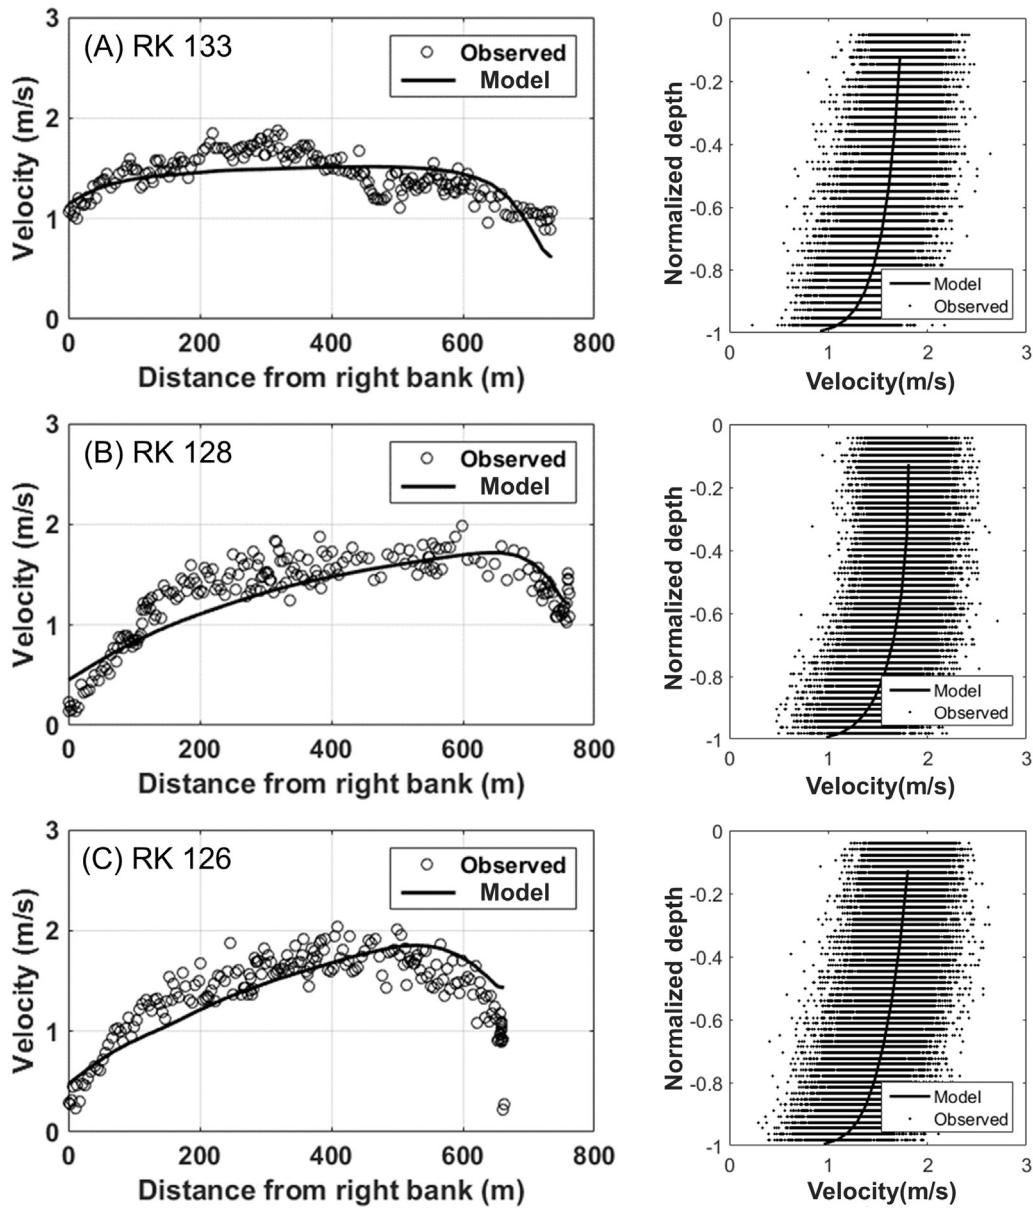 (A) RK 133
Observed
Model
Velocity (m/s)
3
2
1
0
0 200 400 600 800
Distance from right bank (m)
Normalized depth
0
-0.2
-0.4
-0.6
-0.8
-1
Model
Observed
0 1 2 3
Velocity(m/s)
(B) RK 128
Observed
Model
Velocity (m/s)
3
2
1
0
0 200 400 600 800
Distance from right bank (m)
Normalized depth
0
-0.2
-0.4
-0.6
-0.8
-1
Model
Observed
0 1 2 3
Velocity(m/s)
(C) RK 126
Observed
Model
Velocity (m/s)
3
2
1
0
0 200 400 600 800
Distance from right bank (m)
Normalized depth
0
-0.2
-0.4
-0.6
-0.8
-1
Model
Observed
0 1 2 3
Velocity(m/s)